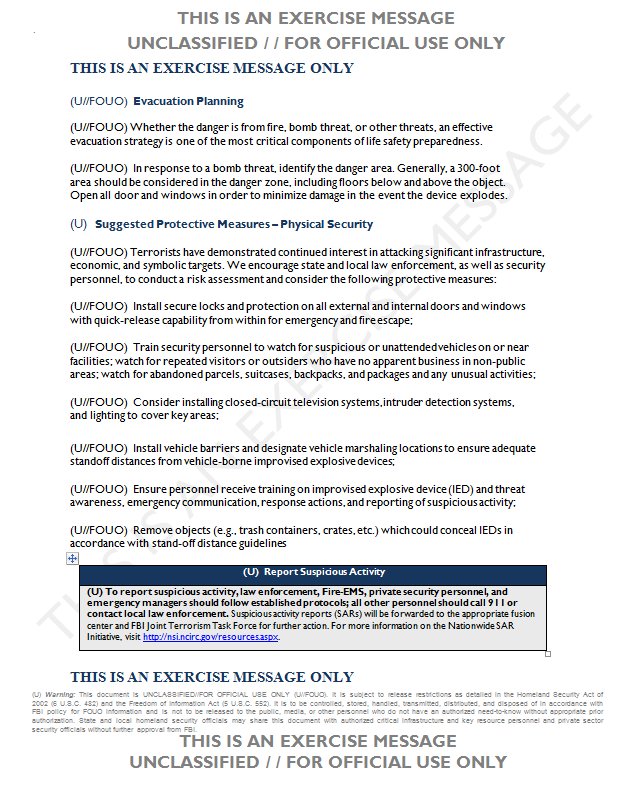 THIS IS AN EXERCISE MESSAGE
UNCLASSIFIED / / FOR OFFICIAL USE ONLY
THIS IS AN EXERCISE MESSAGE ONLY
(U//FOUO) Evacuation Planning
(U//FOUO) Whether the danger is from fire, bomb threat, or other threats, an effective
evacuation strategy is one of the most critical components of life safety preparedness.
(U//FOUO) In response to a bomb threat, identify the danger area. Generally, a 300-foot
area should be considered in the danger zone, including floors below and above the object.
Open all door and windows in order to minimize damage in the event the device explodes.
(U) Suggested Protective Measures – Physical Security
(U//FOUO) Terrorists have demonstrated continued interest in attacking significant infrastructure,
economic, and symbolic targets. We encourage state and local law enforcement, as well as security
personnel, to conduct a risk assessment and consider the following protective measures:
(U//FOUO) Install secure locks and protection on all external and internal doors and windows
with quick-release capability from within for emergency and fire escape;
(U//FOUO) Train security personnel to watch for suspicious or unattended vehicles on or near
facilities; watch for repeated visitors or outsiders who have no apparent business in non-public
areas; watch for abandoned parcels, suitcases, backpacks, and packages and any unusual activities;
(U//FOUO) Consider installing closed-circuit television systems, intruder detection systems,
and lighting to cover key areas;
(U//FOUO) Install vehicle barriers and designate vehicle marshaling locations to ensure adequate
standoff distances from vehicle-borne improvised explosive devices;
(U//FOUO) Ensure personnel receive training on improvised explosive device (IED) and threat
awareness, emergency communication, response actions, and reporting of suspicious activity;
(U//FOUO) Remove objects (e.g., trash containers, crates, etc.) which could conceal IEDs in
accordance with stand-off distance guidelines
(U) Report Suspicious Activity
(U) To report suspicious activity, law enforcement, Fire-EMS, private security personnel, and
emergency managers should follow established protocols; all other personnel should call 911 or
contact local law enforcement. Suspicious activity reports (SARs) will be forwarded to the appropriate fusion
center and FBI Joint Terrorism Task Force for further action. For more information on the Nationwide SAR
Initiative, visit http://nsi.ncirc.gov/resources.aspx.
THIS IS AN EXERCISE MESSAGE ONLY
(U) Warning: This document is UNCLASSIFIED//FOR OFFICIAL USE ONLY (U//FOUO). It is subject to release restrictions as detailed in the Homeland Security Act of
2002 (6 U.S.C. 482) and the Freedom of Information Act (5 U.S.C. 552). It is to be controlled, stored, handled, transmitted, distributed, and disposed of in accordance with
FBI policy for FOUO information and is not to be released to the public, media, or other personnel who do not have an authorized need-to-know without appropriate prior
authorization. State and local homeland security officials may share this document with authorized critical infrastructure and key resource personnel and private sector
security officials without further approval from FBI.
THIS IS AN EXERCISE MESSAGE
UNCLASSIFIED / / FOR OFFICIAL USE ONLY
THIS IS AN EXERCISE MESSAGE